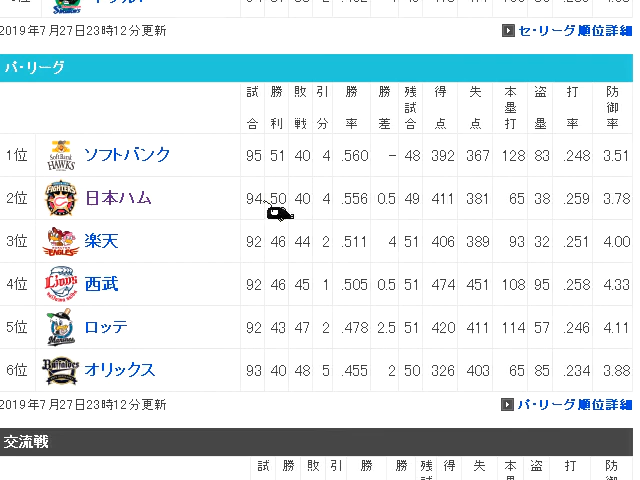 2019年7月27日23時12分更新 セ・リーグ順位詳細
パ・リーグ
試合 勝利 敗戦 引分 勝率 勝差 残試合 得点 失点 本塁打 盗塁 打率 防御率
1位 ソフトバンク 95 51 40 4 .560 - 48 392 367 128 83 .248 3.51
2位 日本ハム 94 50 40 4 .556 0.5 49 411 381 65 38 .259 3.78
3位 楽天 92 46 44 2 .511 4 51 406 389 93 32 .251 4.00
4位 西武 92 46 45 1 .505 0.5 51 474 451 108 95 .258 4.33
5位 ロッテ 92 43 47 2 .478 2.5 51 420 411 114 57 .246 4.11
6位 オリックス 93 40 48 5 .455 2 50 326 403 65 85 .234 3.88
2019年7月27日23時12分更新 パ・リーグ順位詳細
交流戦
試 勝 敗 引 勝 勝 残 得 失 本 盗 打 防